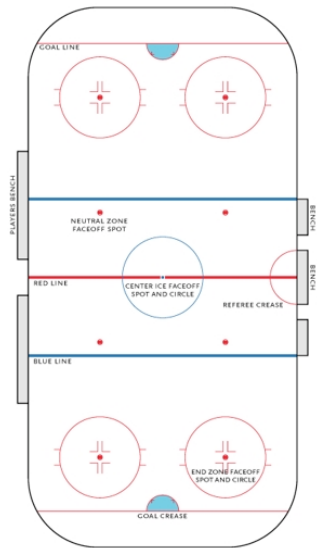 GOAL LINE
PLAYERS BENCH
BENCH
NEUTRAL ZONE
FACEOFF SPOT
RED LINE
CENTER ICE FACEOFF
SPOT AND CIRCLE
BENCH
REFEREE CREASE
BLUE LINE
END ZONE FACEOFF
SPOT AND CIRCLE
GOAL CREASE